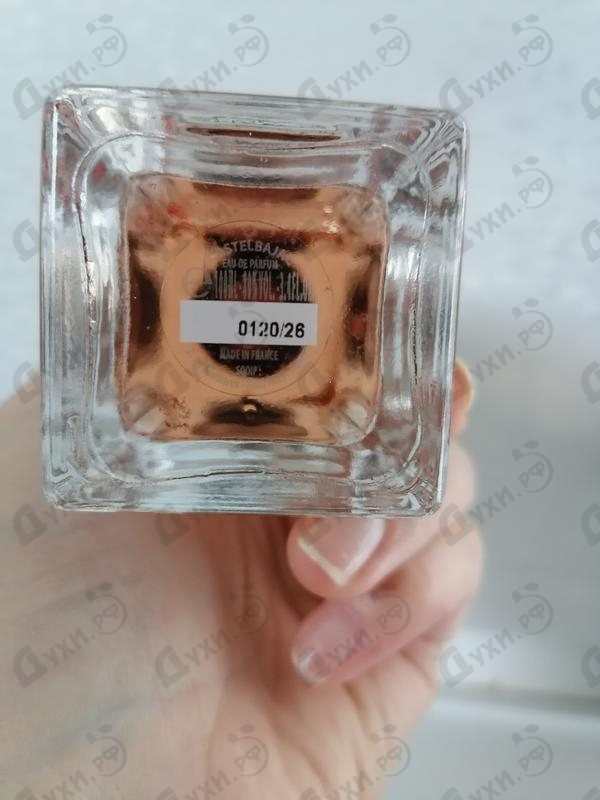 STELBAJ
EAU DE PARFUM
0120/26
MADE IN FRANCE
Духи.РФ